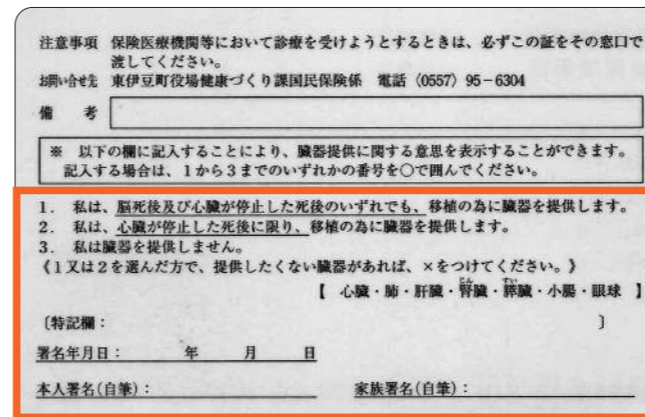 注意事項 保険医療機関等において診療を受けようとするときは、必ずこの証をその窓口で
渡してください。
お問い合せ先 東伊豆町役場健康づくり課国民保険係 電話（0557）95－6304
備 考
※ 以下の欄に記入することにより、臓器提供に関する意思を表示することができます。
記入する場合は、1から3までのいずれかの番号を○で囲んでください。
1． 私は、脳死後及び心臓が停止した死後のいずれでも、移植の為に臓器を提供します。
2． 私は、心臓が停止した死後に限り、移植の為に臓器を提供します。
3． 私は臓器を提供しません。
《1又は2を選んだ方で、提供したくない臓器があれば、×をつけてください。》
じん すい
【 心臓・肺・肝臓・腎臓・膵臓・小腸・眼球 】
〔特記欄： 〕
署名年月日： 年 月 日
本人署名(自筆)： 家族署名(自筆)：